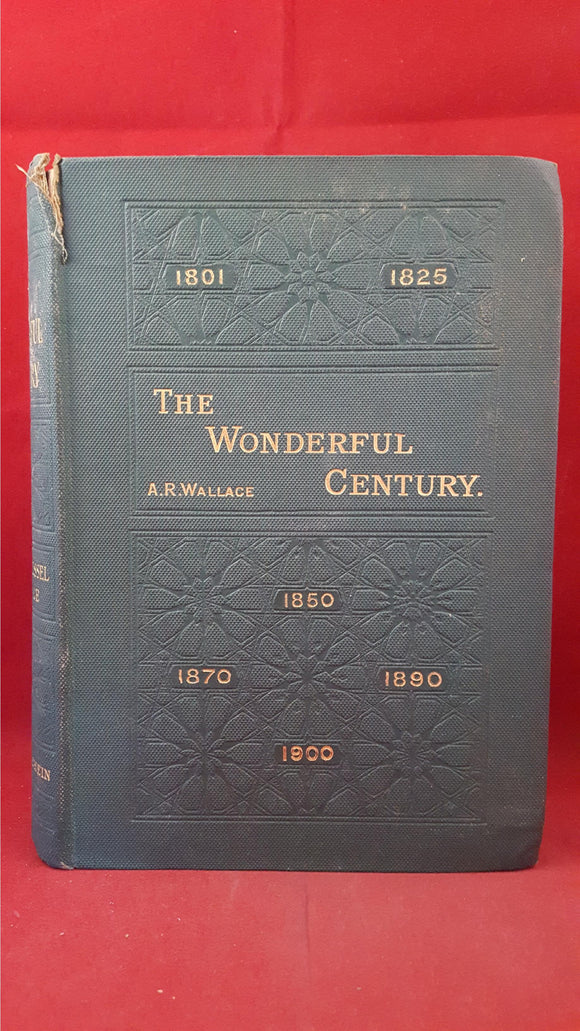 1801 1825
THE
WONDERFUL
A.R.WALLACE CENTURY.
1850
1870 1890
1900